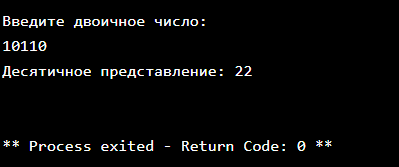 Введите двоичное число:
10110
Десятичное представление: 22
** Process exited - Return Code: 0 **